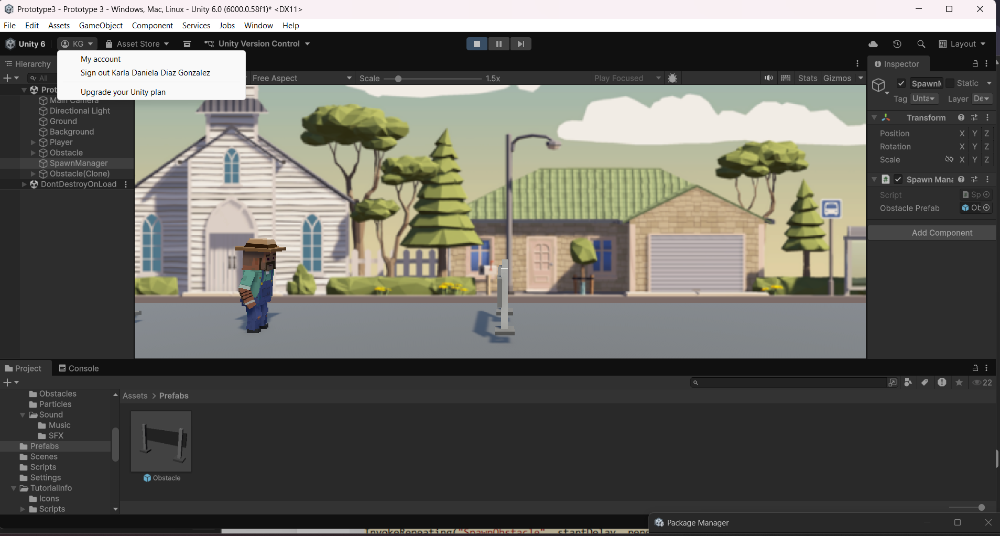 Prototype3 - Prototype 3 - Windows, Mac, Linux - Unity 6.0 (6000.0.58f1)* <DX11>
File Edit Assets GameObject Component Services Jobs Window Help
Unity 6 KG Asset Store Unity Version Control Layout
My account
Sign out Karla Daniela Diaz Gonzalez
Upgrade your Unity plan
Hierarchy
All
Prot
Main Camera
Directional Light
Ground
Background
Player
Obstacle
SpawnManager
Obstacle(Clone)
DontDestroyOnLoad
Free Aspect Scale 1.5x Play Focused Stats Gizmos
Inspector
Static
Tag Layer
Transform
Position X Y Z
Rotation X Y Z
Scale X Y Z
Spawn Mana
Script Sp
Obstacle Prefab Ob
Add Component
Project Console
22
Obstacles
Particles
Sound
Music
SFX
Prefabs
Scenes
Scripts
Settings
TutorialInfo
Icons
Scripts
Assets > Prefabs
Obstacle
Package Manager
InvokeRepeating("SpawnObstacle" startDelay